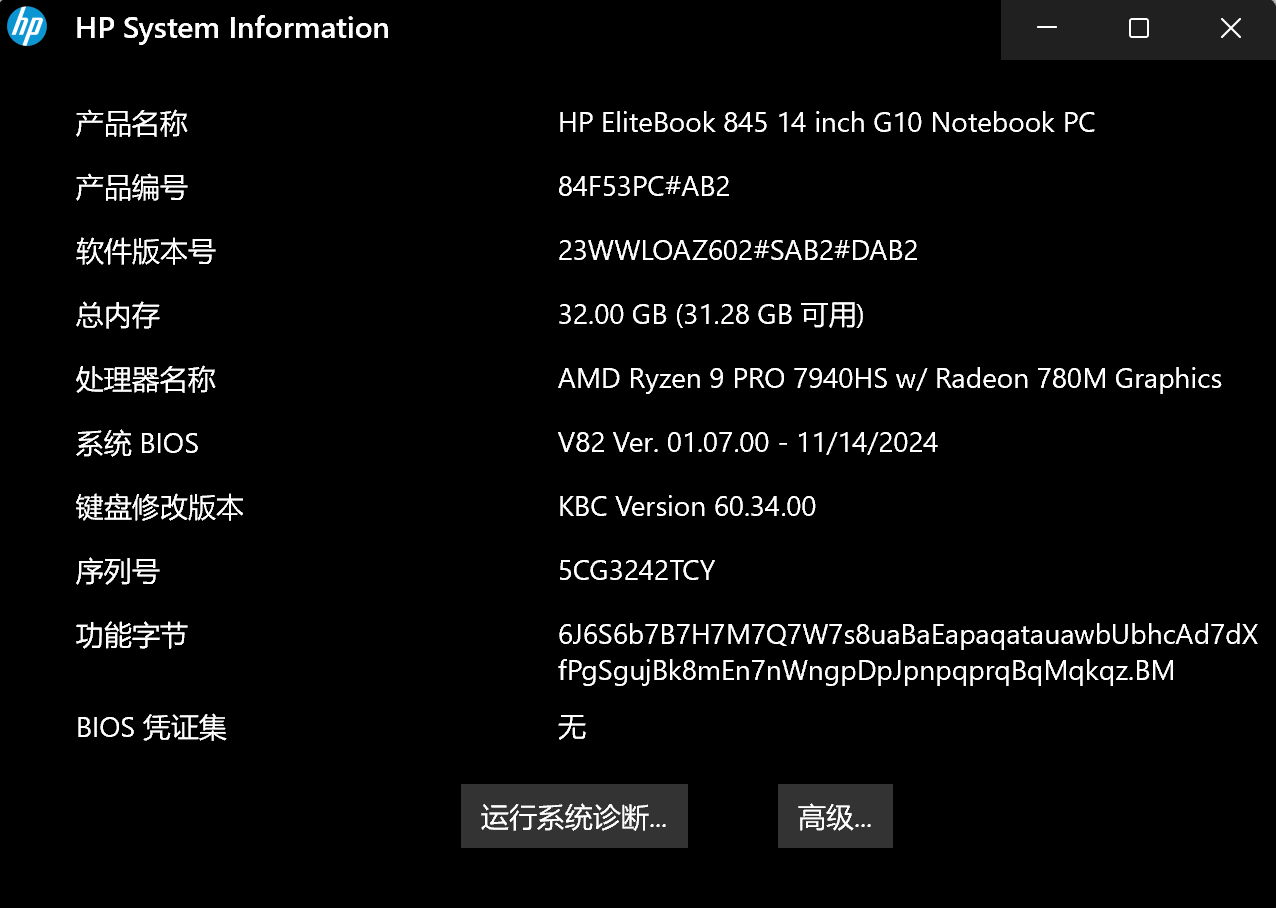 hp HP System Information
产品名称 HP EliteBook 845 14 inch G10 Notebook PC
产品编号 84F53PC#AB2
软件版本号 23WWLOAZ602#SAB2#DAB2
总内存 32.00 GB (31.28 GB 可用)
处理器名称 AMD Ryzen 9 PRO 7940HS w/ Radeon 780M Graphics
系统 BIOS V82 Ver. 01.07.00 - 11/14/2024
键盘修改版本 KBC Version 60.34.00
序列号 5CG3242TCY
功能字节 6J6S6b7B7H7M7Q7W7s8uaBaEapaqatauawbUbhcAd7dX
fPgSgujBk8mEn7nWngpDpJpnpqprqBqMqkqz.BM
BIOS 凭证集 无
运行系统诊断... 高级...